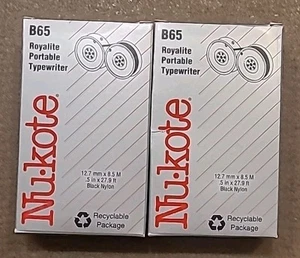 B65
Royalite
Portable
Typewriter
Nu-kote®
12.7 mm x 8.5 M
.5 in x 27.9 ft
Black Nylon
Recyclable
Package
B65
Royalite
Portable
Typewriter
Nu-kote®
12.7 mm x 8.5 M
.5 in x 27.9 ft
Black Nylon
Recyclable
Package